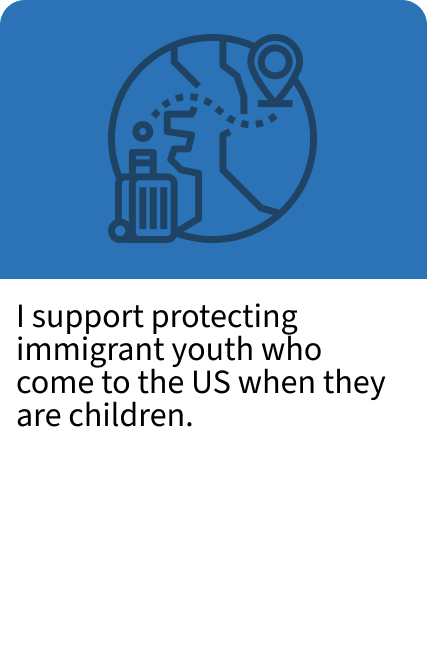 I support protecting
immigrant youth who
come to the US when they
are children.